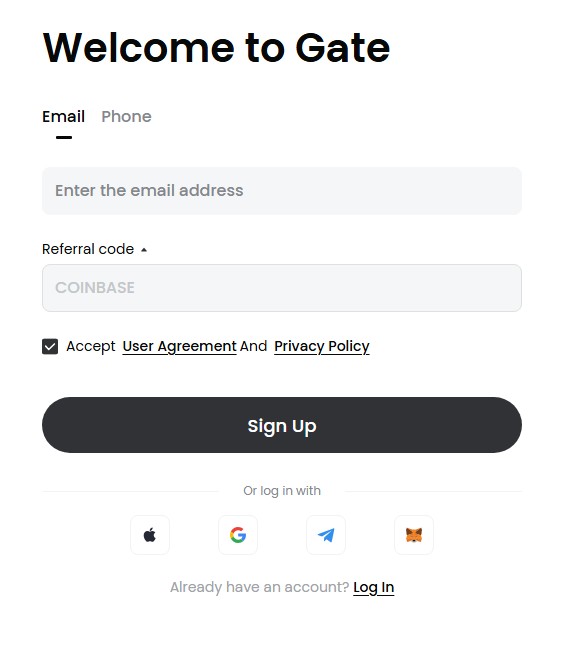 Welcome to Gate
Email Phone
Enter the email address
Referral code
COINBASE
Accept User Agreement And Privacy Policy
Sign Up
Or log in with
Already have an account? Log In